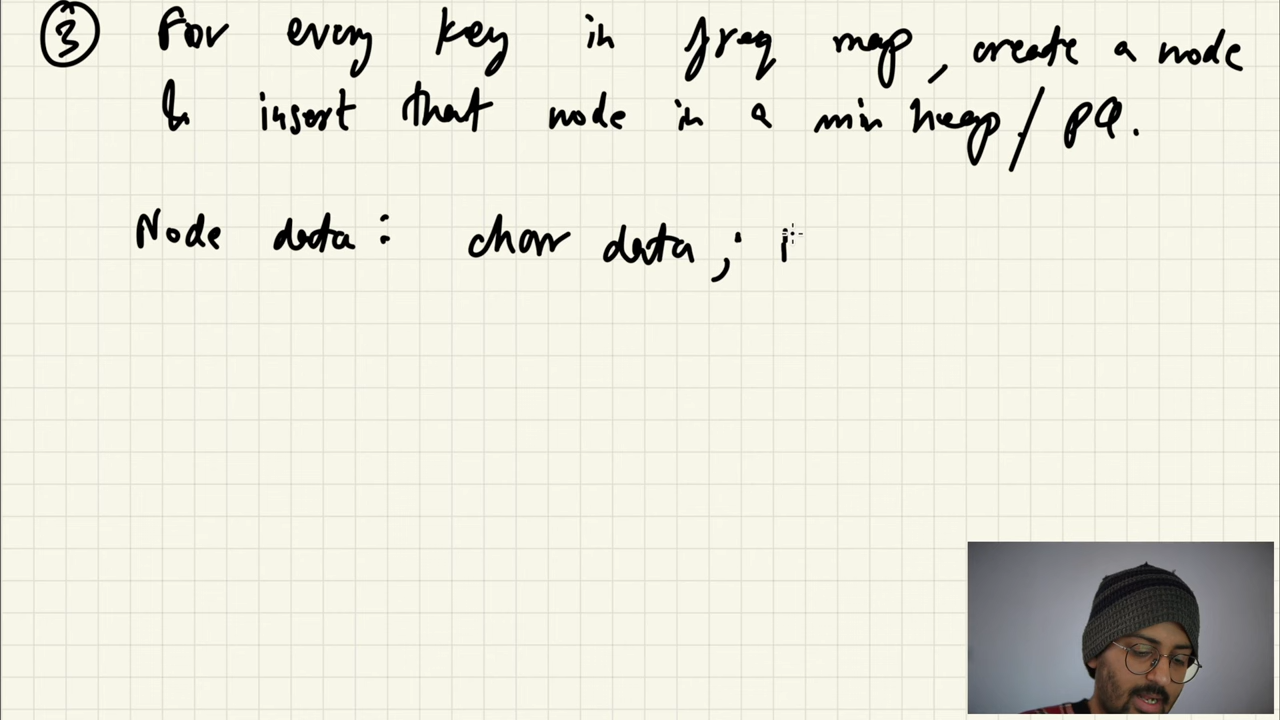 ③ For every key in freq map, create a node
& insert that node in a min heap / PQ.
Node data: char data; i